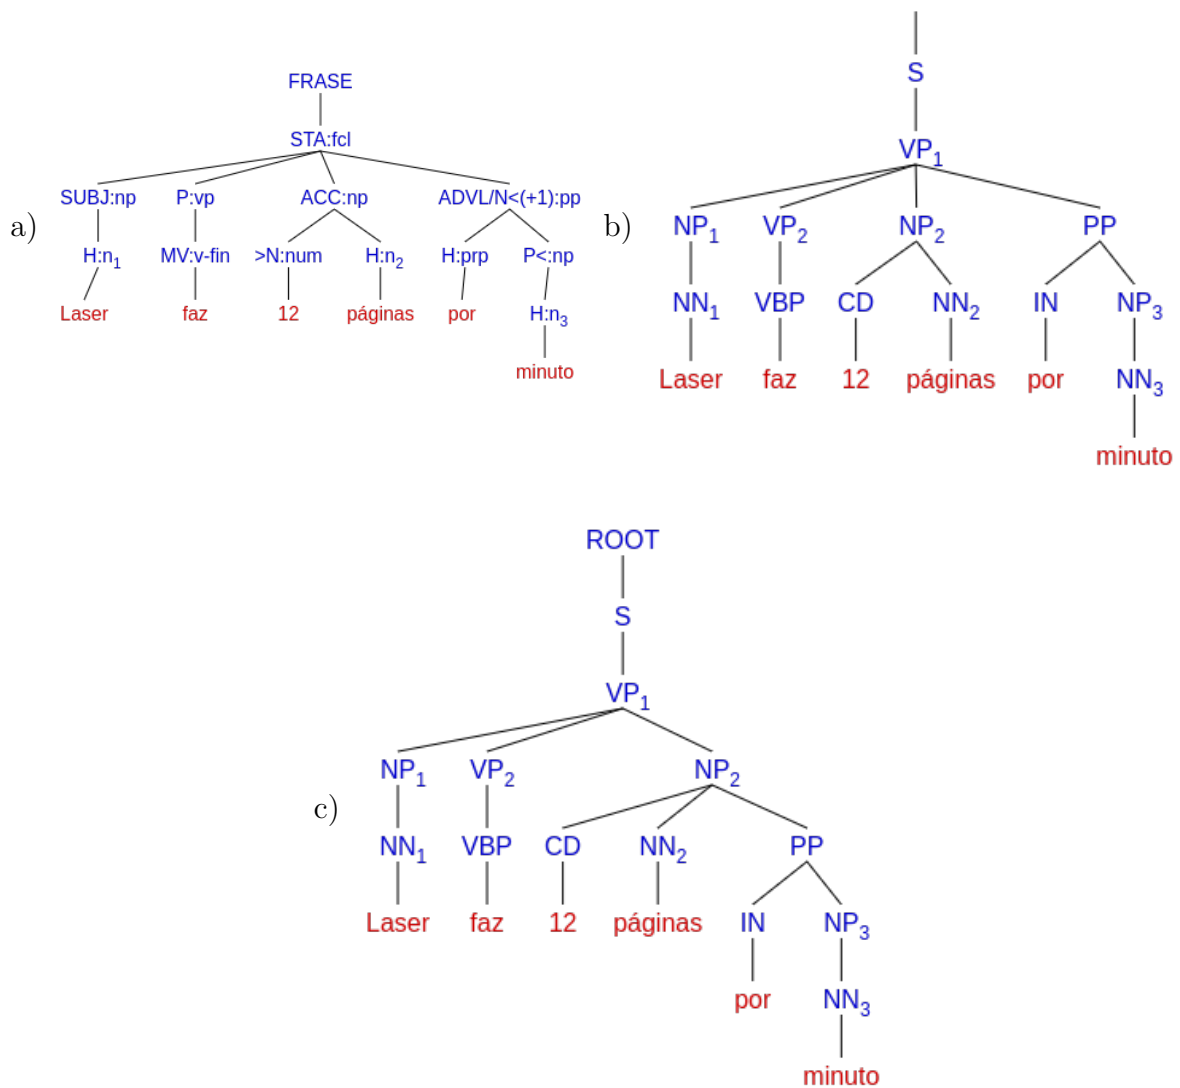 a)
FRASE
STA:fcl
SUBJ:np P:vp ACC:np ADVL/N<(+1):pp
H:n1 MV:v-fin >N:num H:n2 H:prp P<:np
Laser faz 12 páginas por H:n3
minuto
b)
S
VP1
NP1 VP2 NP2 PP
NN1 VBP CD NN2 IN NP3
Laser faz 12 páginas por NN3
minuto
c)
ROOT
S
VP1
NP1 VP2 NP2
NN1 VBP CD NN2 PP
Laser faz 12 páginas IN NP3
por NN3
minuto